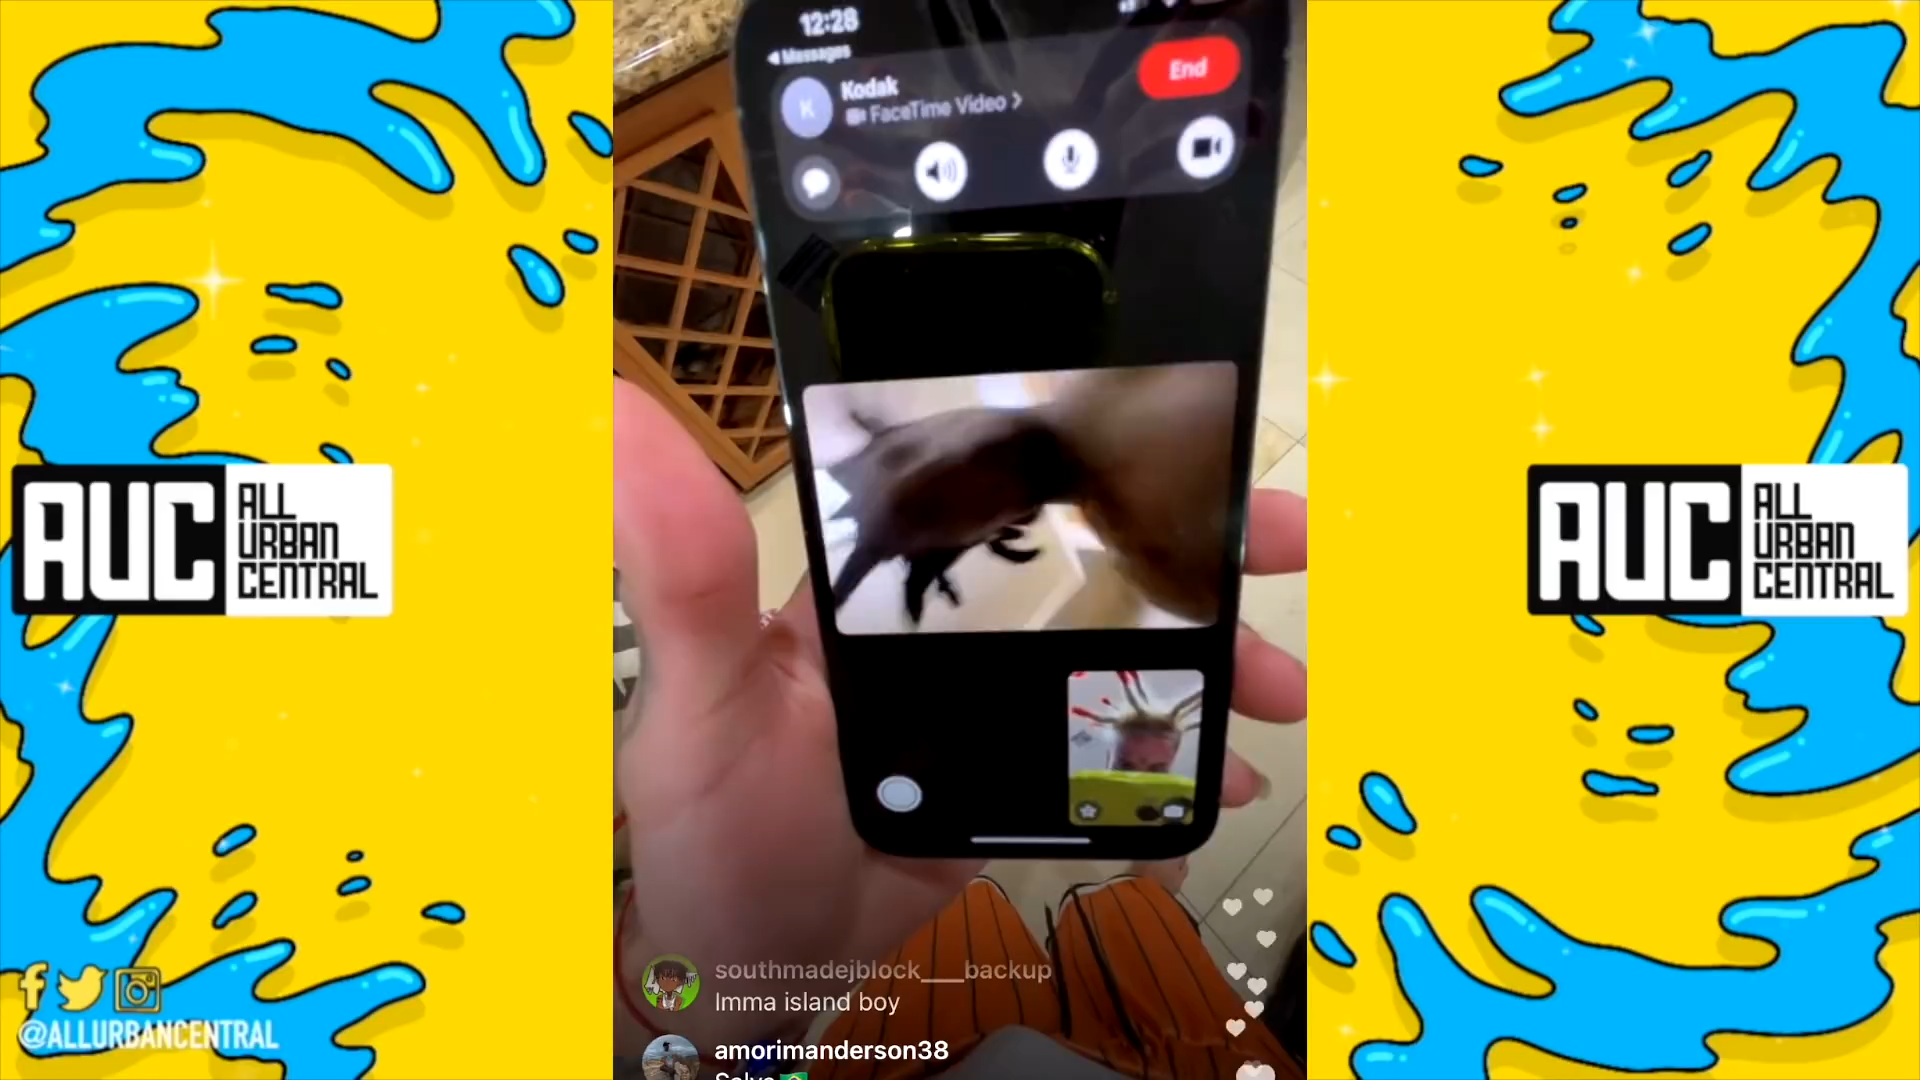 12:28
Messages
K
Kodak
FaceTime Video
End
AUC
ALL
URBAN
CENTRAL
AUC
ALL
URBAN
CENTRAL
southmadejblock___backup
Imma island boy
amorimanderson38
@ALLURBANCENTRAL